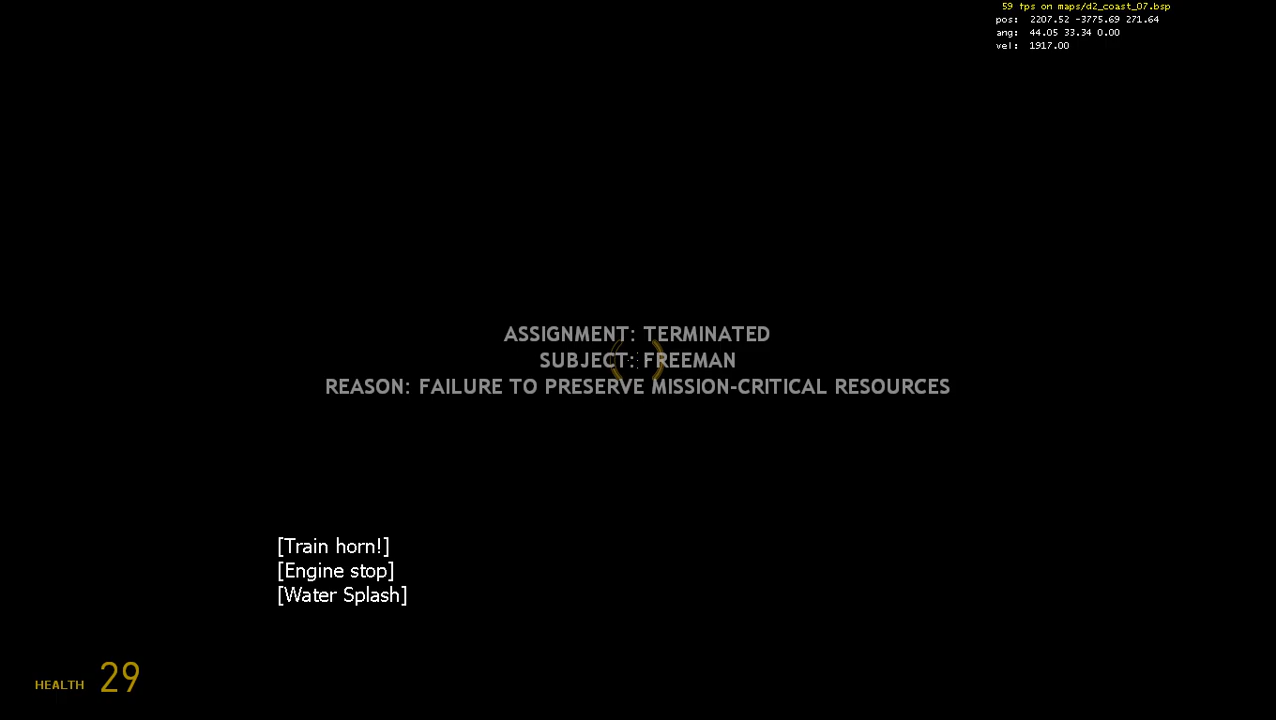 59 fps on maps/d2_coast_07.bsp
pos: 2207.52 -3775.69 271.64
ang: 44.05 33.34 0.00
vel: 1917.00
ASSIGNMENT: TERMINATED
SUBJECT: FREEMAN
REASON: FAILURE TO PRESERVE MISSION-CRITICAL RESOURCES
[Train horn!]
[Engine stop]
[Water Splash]
HEALTH 29